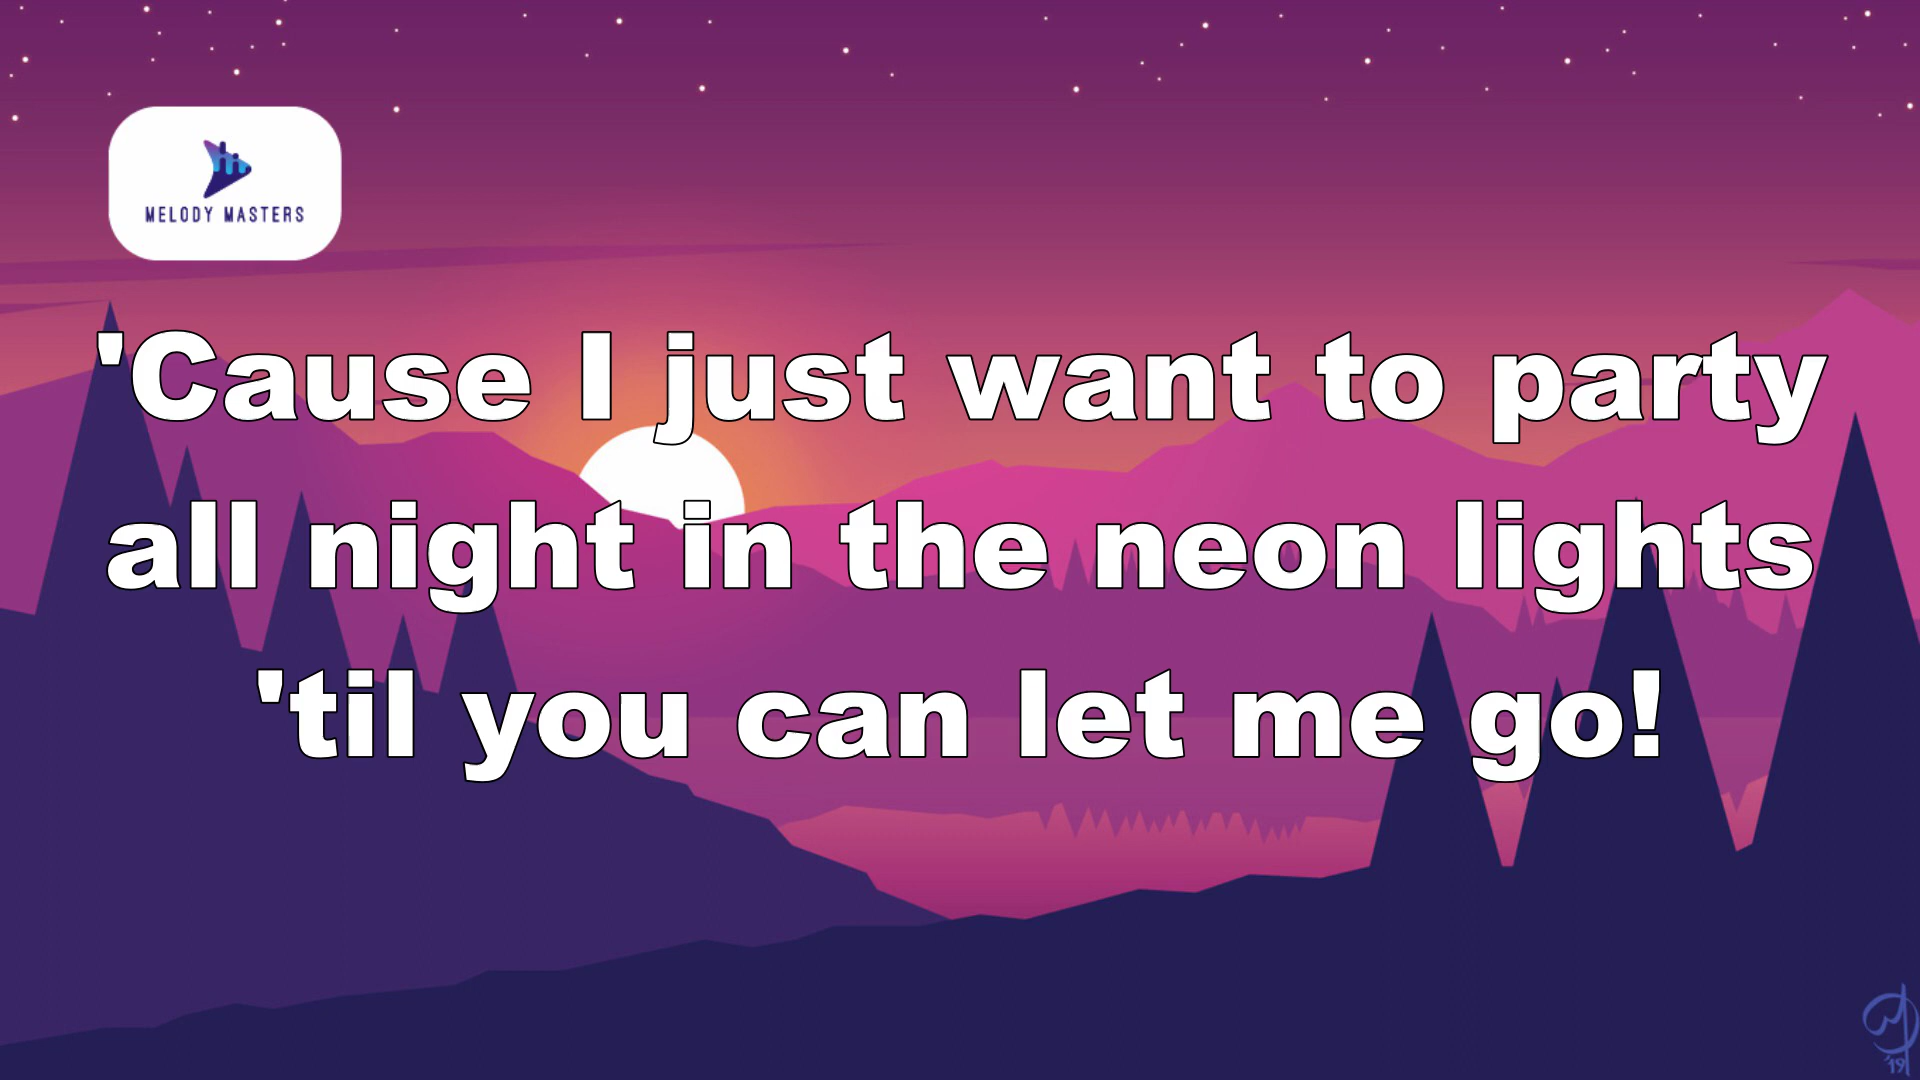 MELODY MASTERS
'Cause I just want to party
all night in the neon lights
'til you can let me go!
'19